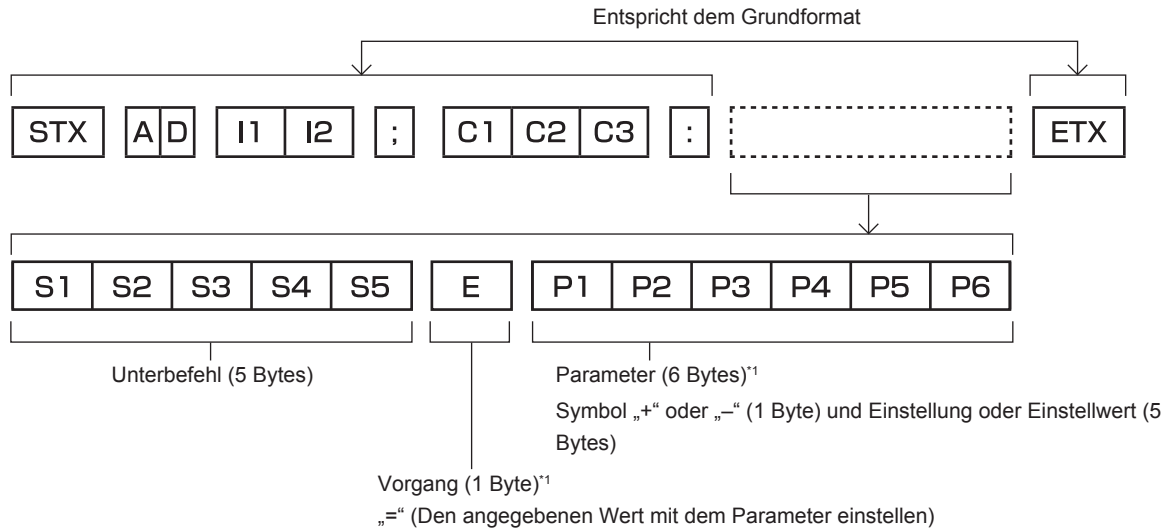 Entspricht dem Grundformat
STX A D I1 I2 ; C1 C2 C3 : ETX
S1 S2 S3 S4 S5 E P1 P2 P3 P4 P5 P6
Unterbefehl (5 Bytes)
Parameter (6 Bytes)*1
Symbol „+“ oder „–“ (1 Byte) und Einstellung oder Einstellwert (5
Bytes)
Vorgang (1 Byte)*1
„=“ (Den angegebenen Wert mit dem Parameter einstellen)